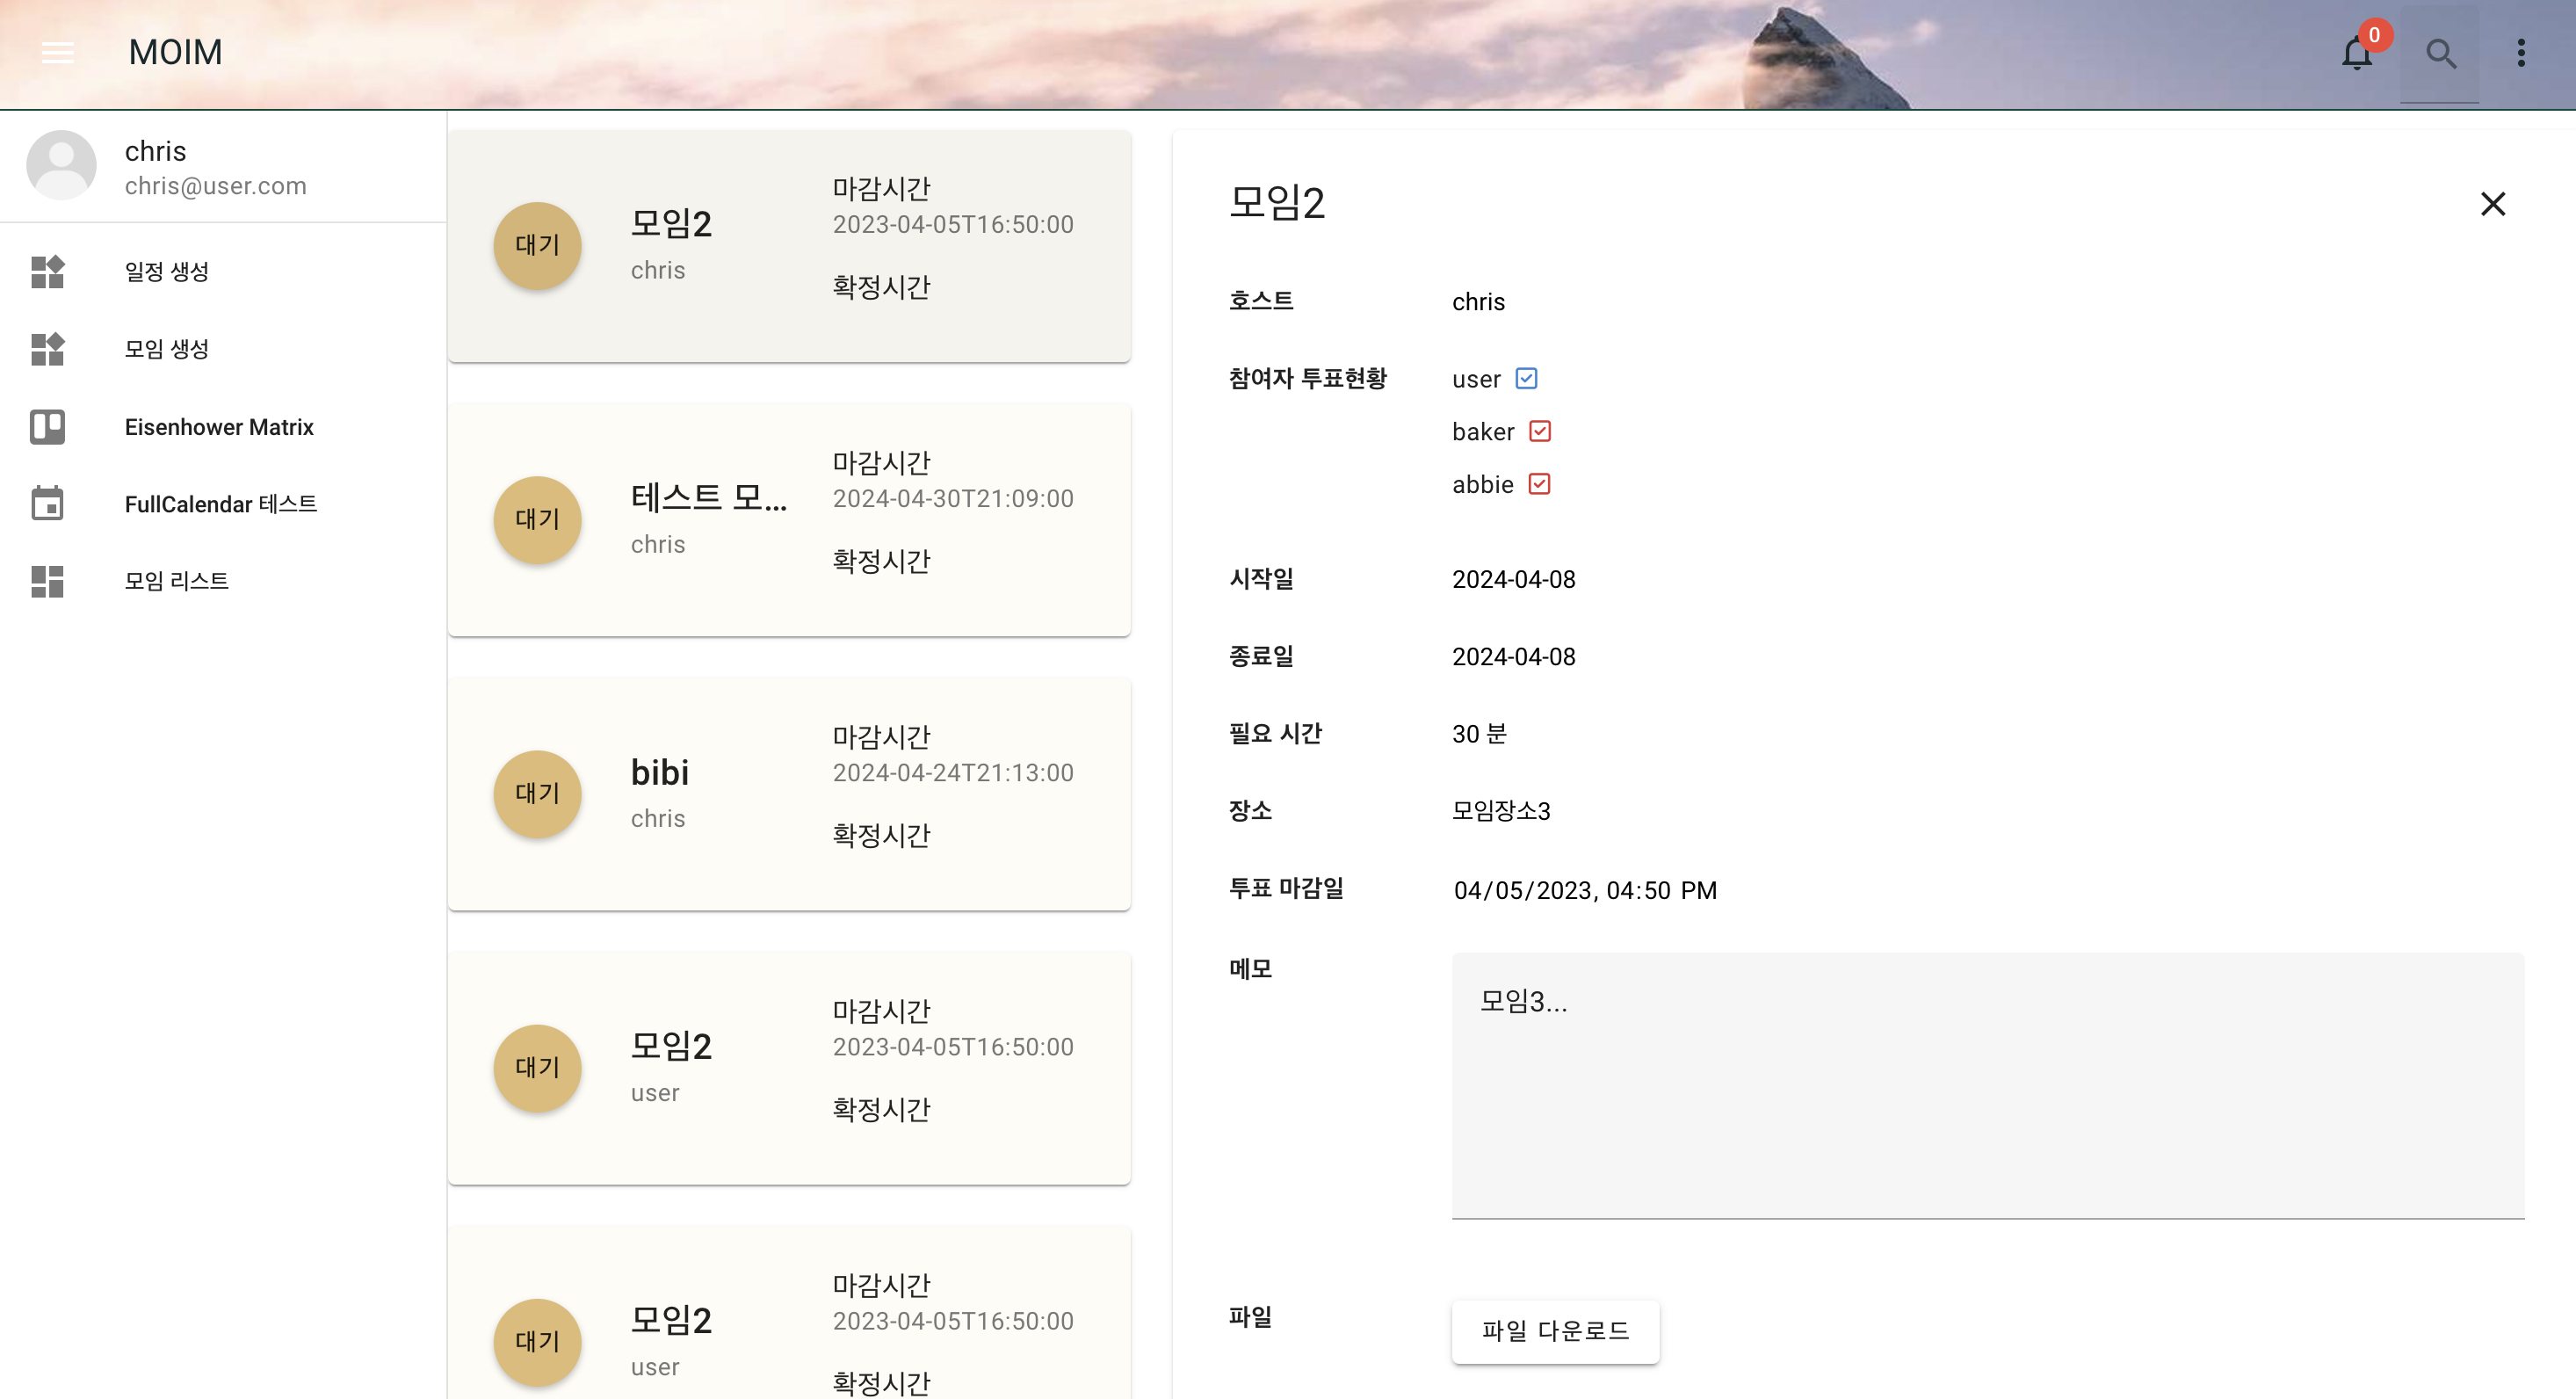 MOIM
0
chris
chris@user.com
일정 생성
모임 생성
Eisenhower Matrix
FullCalendar 테스트
모임 리스트
대기
모임2
chris
마감시간
2023-04-05T16:50:00
확정시간
대기
테스트 모...
chris
마감시간
2024-04-30T21:09:00
확정시간
대기
bibi
chris
마감시간
2024-04-24T21:13:00
확정시간
대기
모임2
user
마감시간
2023-04-05T16:50:00
확정시간
대기
모임2
user
마감시간
2023-04-05T16:50:00
확정시간
모임2
호스트 chris
참여자 투표현황 user
baker
abbie
시작일 2024-04-08
종료일 2024-04-08
필요 시간 30 분
장소 모임장소3
투표 마감일 04/05/2023, 04:50 PM
메모 모임3...
파일 파일 다운로드